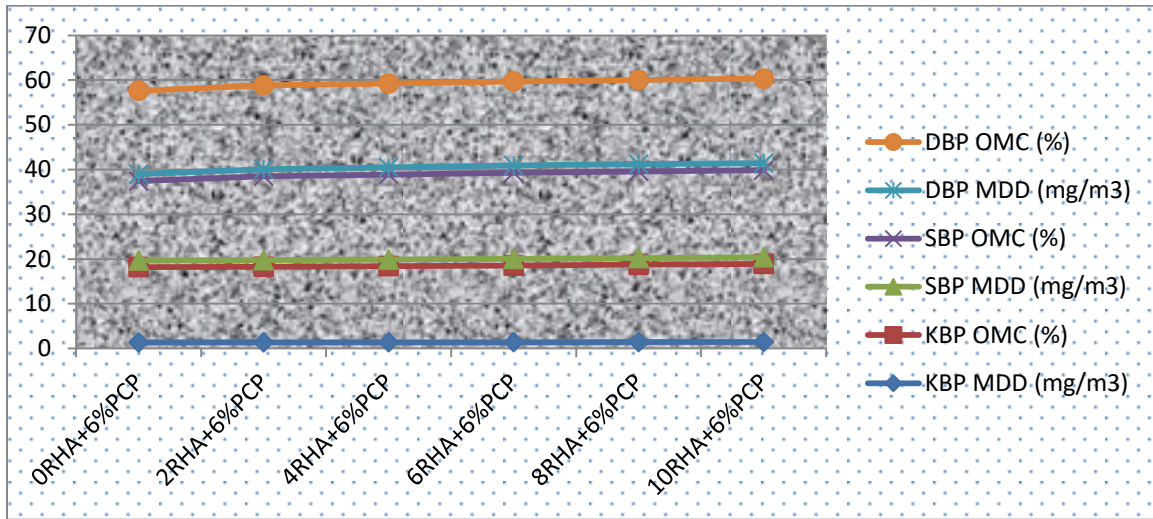 70
60
50
40
30
20
10
0
0RHA+6%PCP
2RHA+6%PCP
4RHA+6%PCP
6RHA+6%PCP
8RHA+6%PCP
10RHA+6%PCP
DBP OMC (%)
DBP MDD (mg/m3)
SBP OMC (%)
SBP MDD (mg/m3)
KBP OMC (%)
KBP MDD (mg/m3)